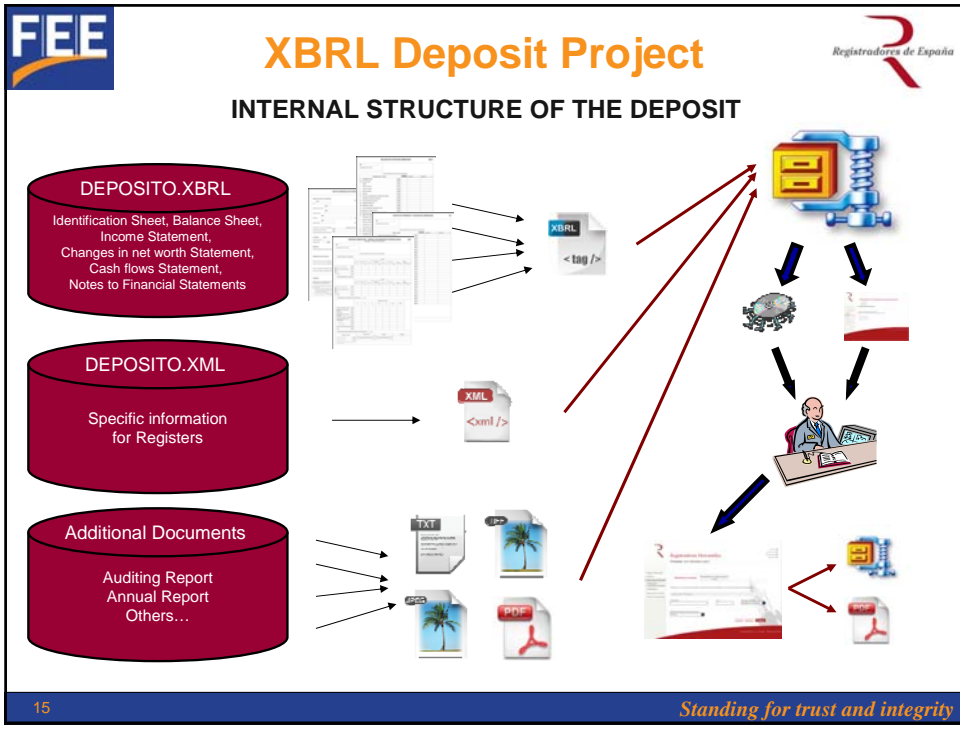 FEE
XBRL Deposit Project
Registradores de España
INTERNAL STRUCTURE OF THE DEPOSIT
DEPOSITO.XBRL
Identification Sheet, Balance Sheet,
Income Statement,
Changes in net worth Statement,
Cash flows Statement,
Notes to Financial Statements
XBRL
< tag />
DEPOSITO.XML
Specific information
for Registers
XML
<xml />
Additional Documents
Auditing Report
Annual Report
Others…
TXT
JPEG
PDF
PDF
15
Standing for trust and integrity